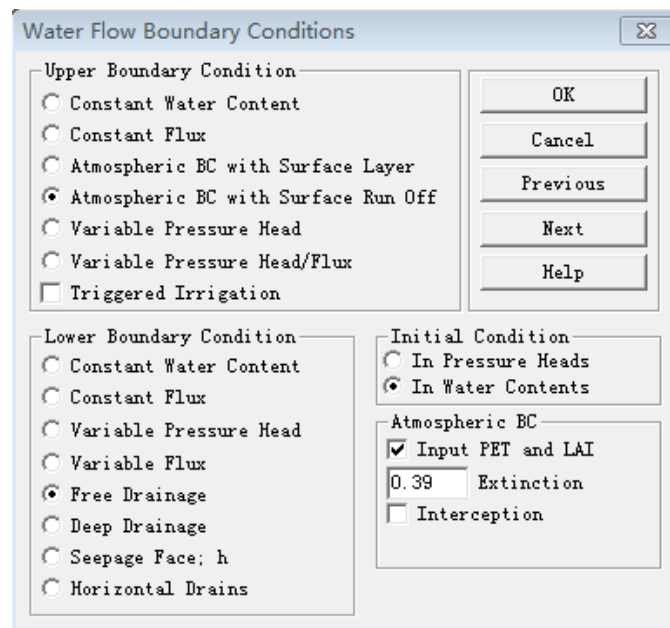 Water Flow Boundary Conditions
Upper Boundary Condition
Constant Water Content
Constant Flux
Atmospheric BC with Surface Layer
Atmospheric BC with Surface Run Off
Variable Pressure Head
Variable Pressure Head/Flux
Triggered Irrigation
OK
Cancel
Previous
Next
Help
Lower Boundary Condition
Constant Water Content
Constant Flux
Variable Pressure Head
Variable Flux
Free Drainage
Deep Drainage
Seepage Face; h
Horizontal Drains
Initial Condition
In Pressure Heads
In Water Contents
Atmospheric BC
Input PET and LAI
0.39 Extinction
Interception